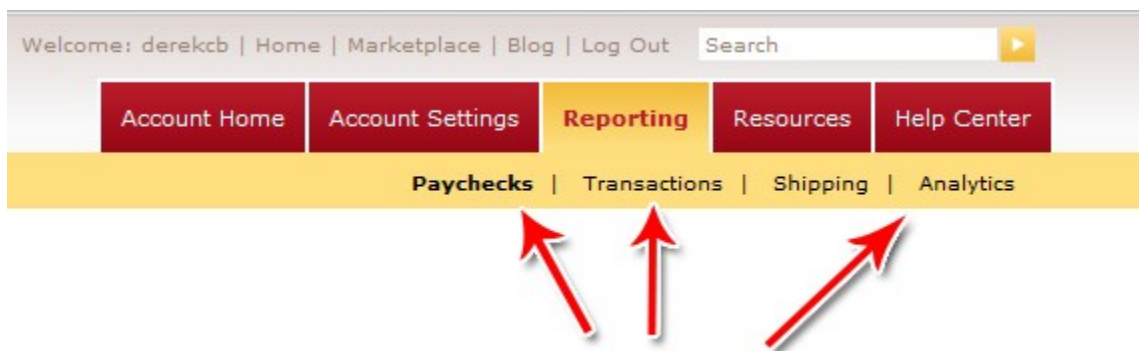 Welcome: derekcb | Home | Marketplace | Blog | Log Out Search
Account Home Account Settings Reporting Resources Help Center
Paychecks | Transactions | Shipping | Analytics